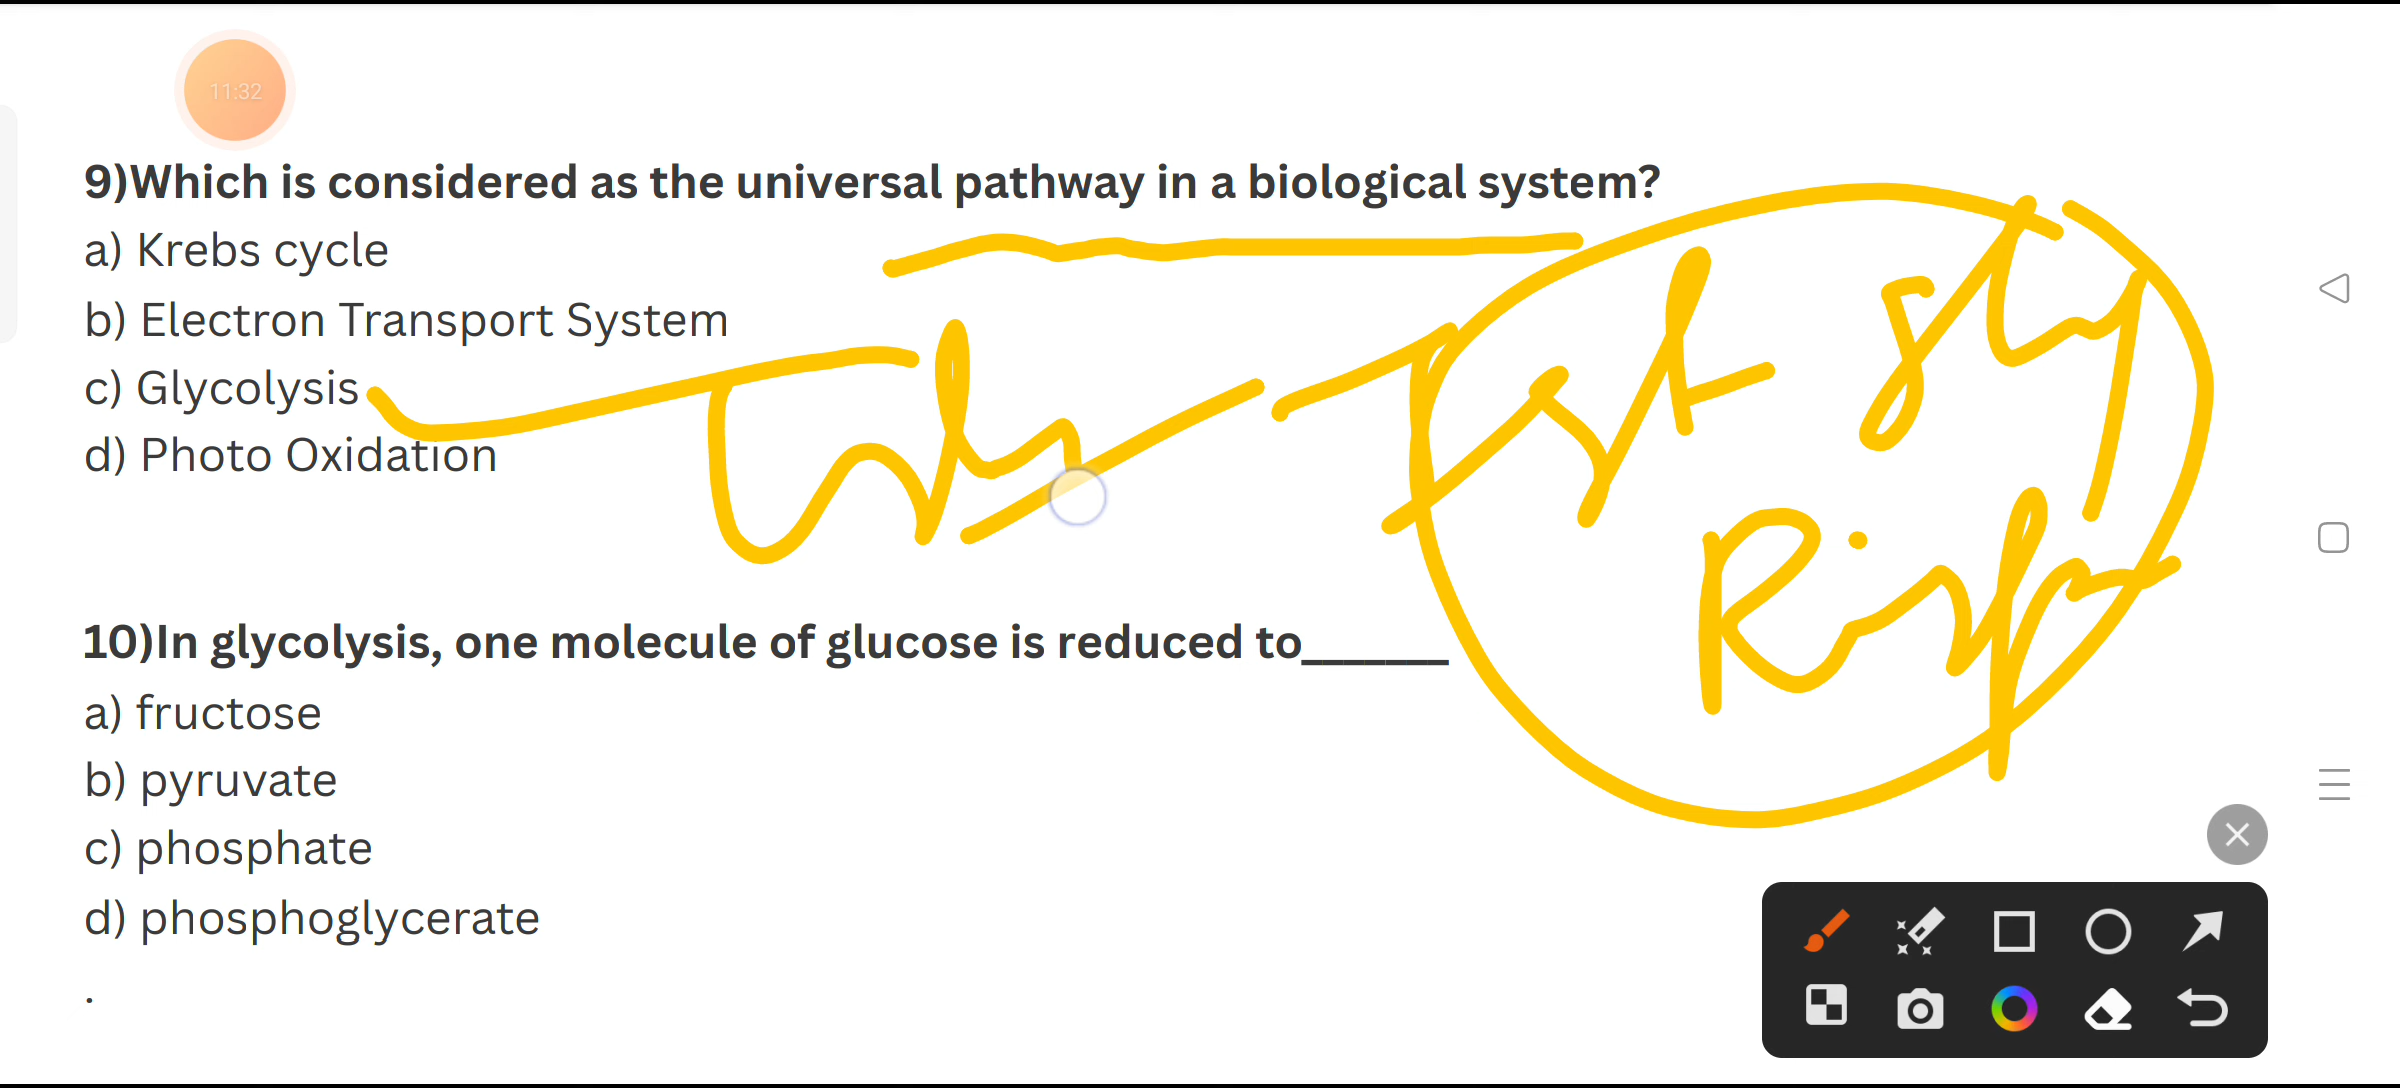 11:32
9)Which is considered as the universal pathway in a biological system?
a) Krebs cycle
b) Electron Transport System
c) Glycolysis
d) Photo Oxidation
10)In glycolysis, one molecule of glucose is reduced to_______
a) fructose
b) pyruvate
c) phosphate
d) phosphoglycerate
.